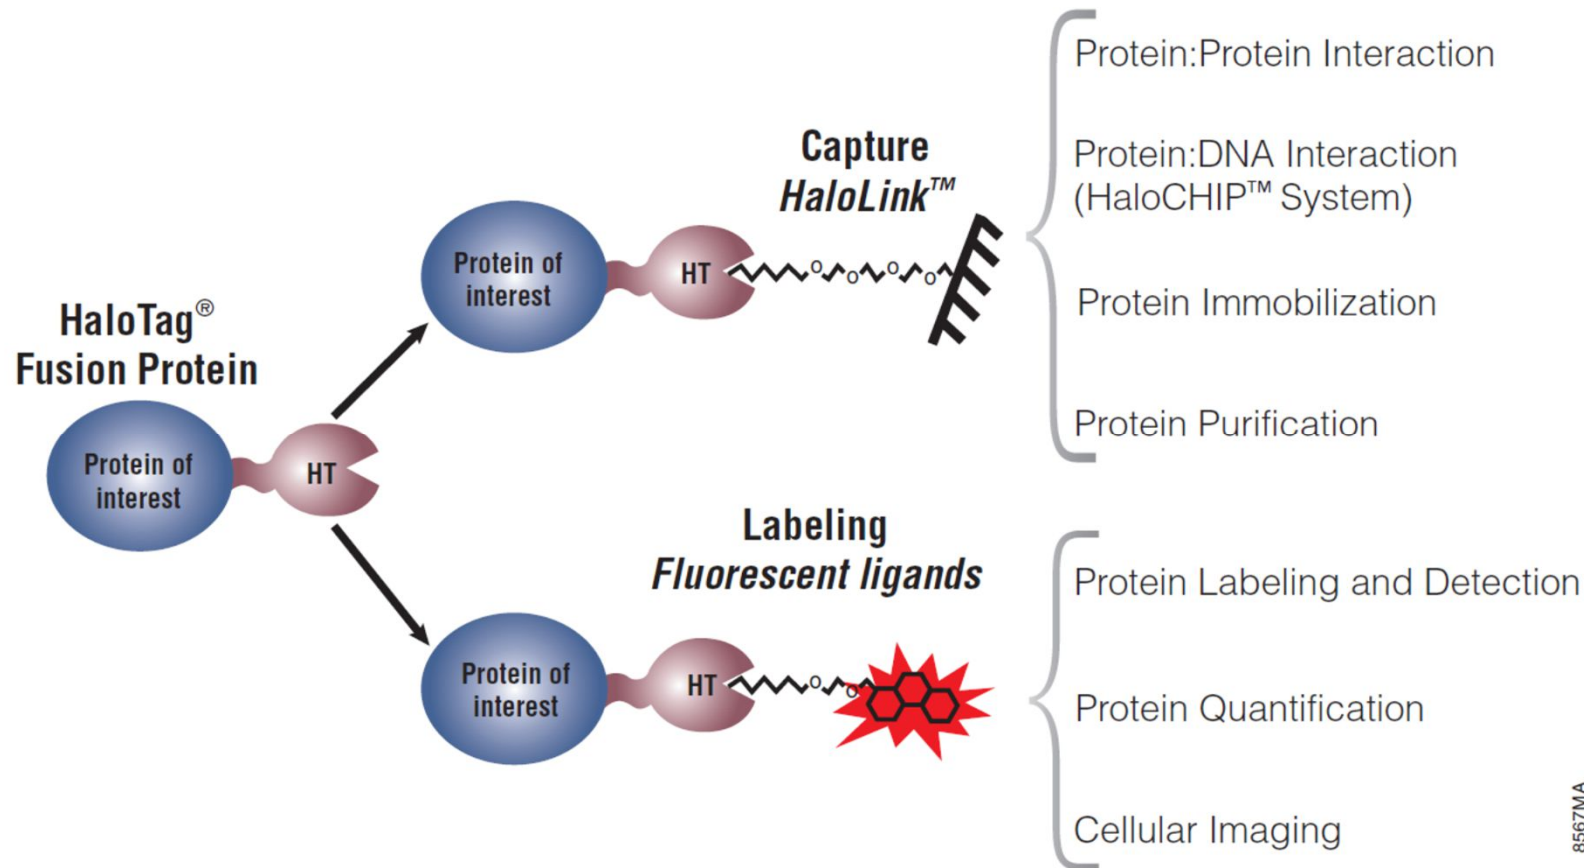 HaloTag®
Fusion Protein
Protein of
interest
HT
Capture
HaloLink™
Protein of
interest
HT
o
o
o
o
Protein:Protein Interaction
Protein:DNA Interaction
(HaloCHIP™ System)
Protein Immobilization
Protein Purification
Labeling
Fluorescent ligands
Protein of
interest
HT
o
o
Protein Labeling and Detection
Protein Quantification
Cellular Imaging
8567MA